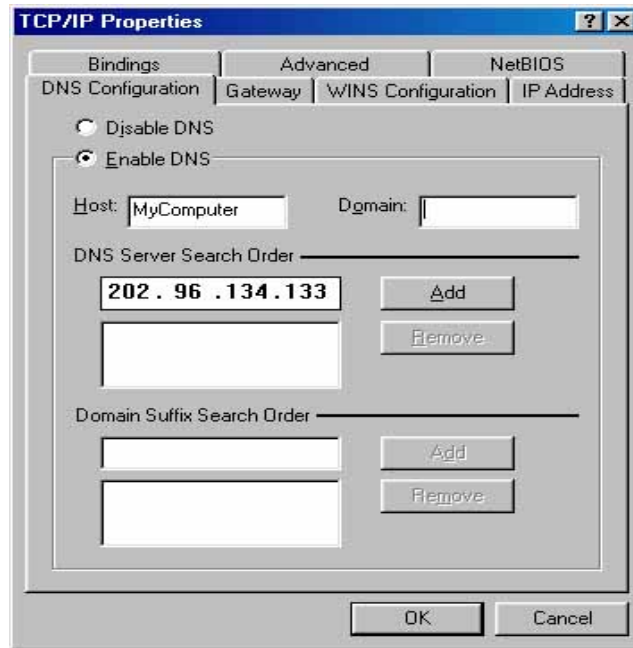 TCP/IP Properties
? ×
Bindings Advanced NetBIOS
DNS Configuration Gateway WINS Configuration IP Address
Disable DNS
Enable DNS
Host: MyComputer Domain:
DNS Server Search Order
202 . 96 .134.133 Add
Remove
Domain Suffix Search Order
Add
Remove
OK Cancel